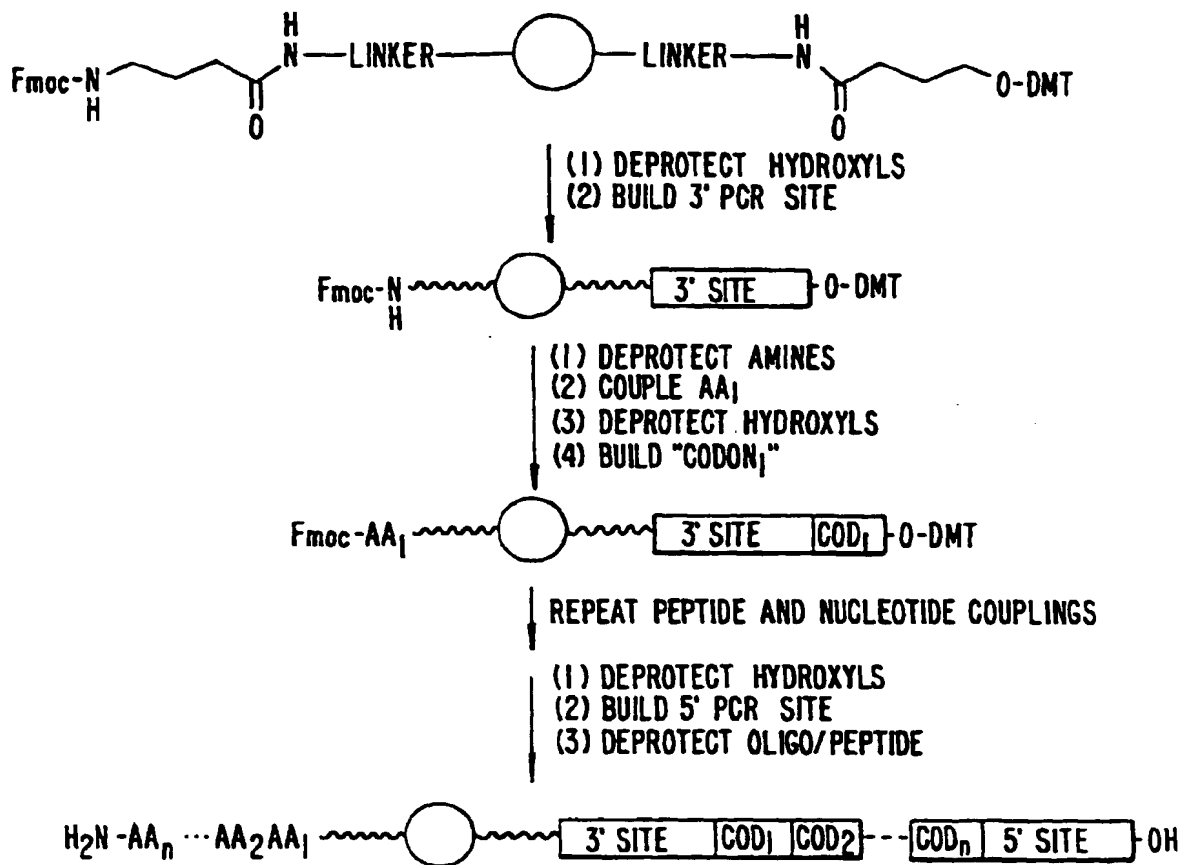 H H
Fmoc-N LINKER LINKER N O-DMT
H O O
(1) DEPROTECT HYDROXYLS
(2) BUILD 3' PCR SITE
Fmoc-N 3' SITE O-DMT
H
(1) DEPROTECT AMINES
(2) COUPLE AA1
(3) DEPROTECT HYDROXYLS
(4) BUILD "CODON1"
Fmoc-AA1 3' SITE COD1 O-DMT
REPEAT PEPTIDE AND NUCLEOTIDE COUPLINGS
(1) DEPROTECT HYDROXYLS
(2) BUILD 5' PCR SITE
(3) DEPROTECT OLIGO/PEPTIDE
H2N-AAn ··· AA2AA1 3' SITE COD1 COD2 --- CODn 5' SITE OH